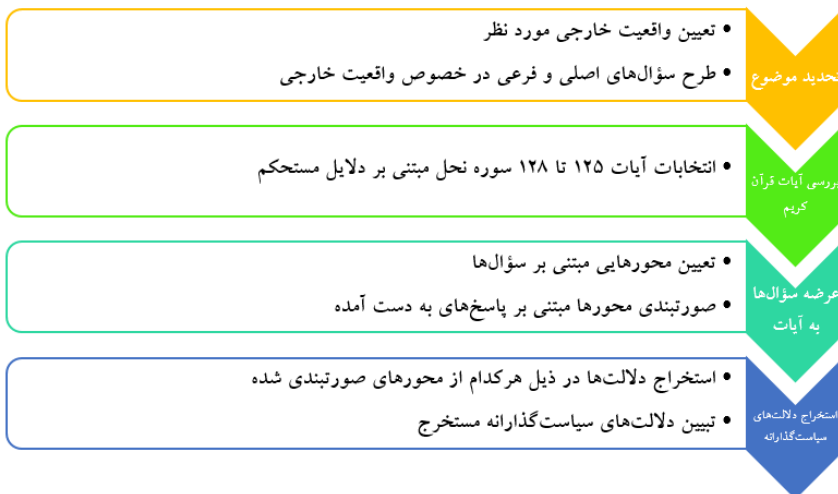 تحدید موضوع
• تعیین واقعیت خارجی مورد نظر
• طرح سؤال‌های اصلی و فرعی در خصوص واقعیت خارجی
بررسی آیات قرآن
کریم
• انتخابات آیات ۱۲۵ تا ۱۲۸ سوره نحل مبتنی بر دلایل مستحکم
عرضه سؤال‌ها
به آیات
• تعیین محورهایی مبتنی بر سؤال‌ها
• صورتبندی محورها مبتنی بر پاسخ‌های به دست آمده
استخراج دلالت‌های
سیاست‌گذارانه
• استخراج دلالت‌ها در ذیل هرکدام از محورهای صورتبندی شده
• تبیین دلالت‌های سیاست‌گذارانه مستخرج